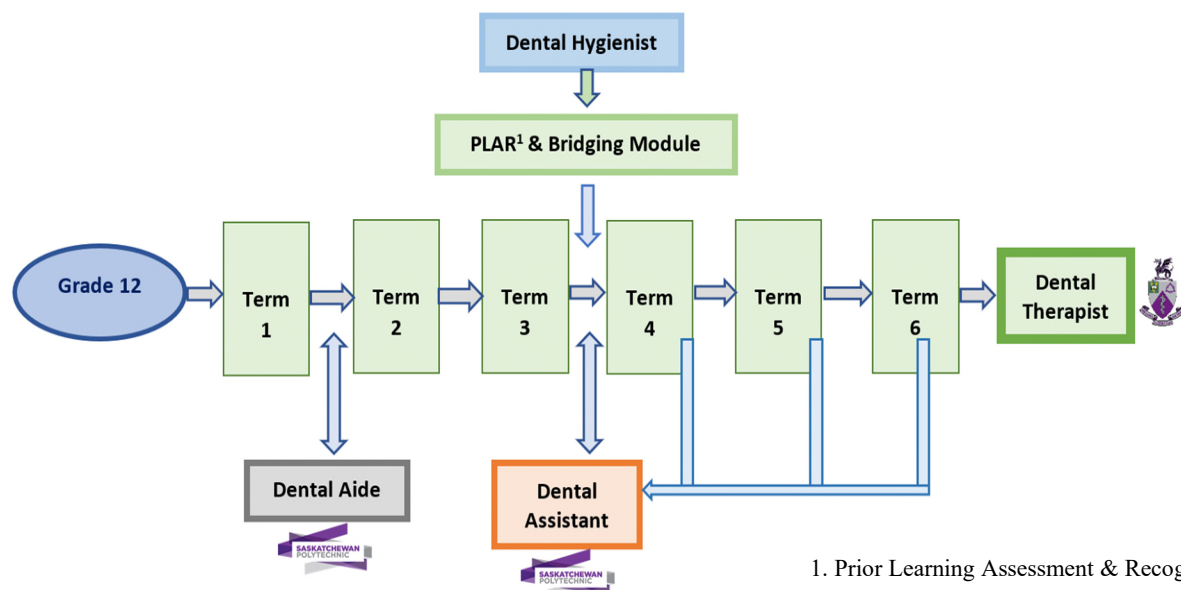 Dental Hygienist
PLAR¹ & Bridging Module
Grade 12
Term
1
Term
2
Term
3
Term
4
Term
5
Term
6
Dental
Therapist
Dental Aide
SASKATCHEWAN
POLYTECHNIC
Dental
Assistant
SASKATCHEWAN
POLYTECHNIC
1. Prior Learning Assessment & Recog